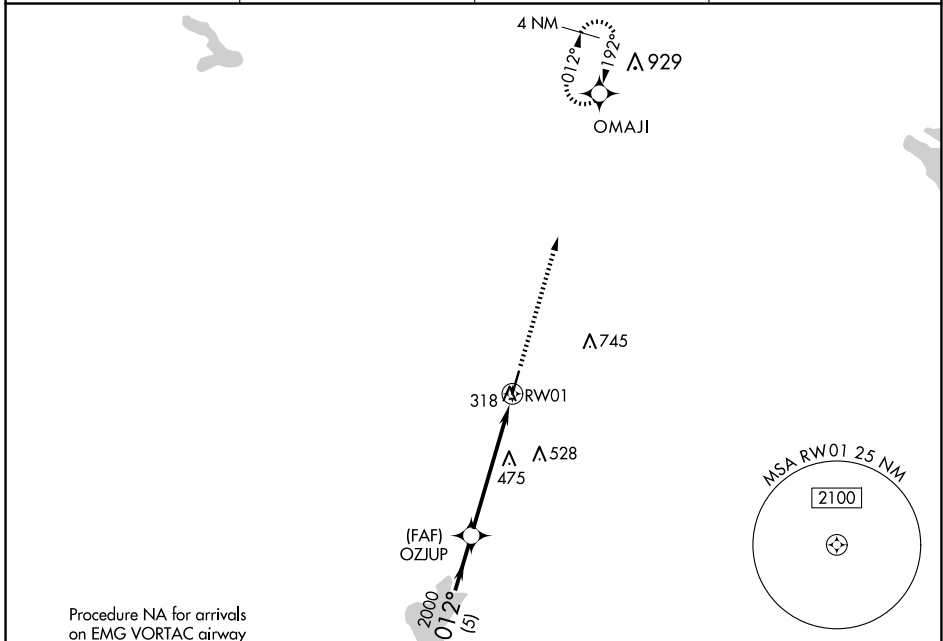 4 NM
012°
192°
929
OMAJI
745
318
RW01
528
475
(FAF)
OZJUP
2000
012°
(5)
MSA RW01 25 NM
2100
Procedure NA for arrivals
on EMG VORTAC airway